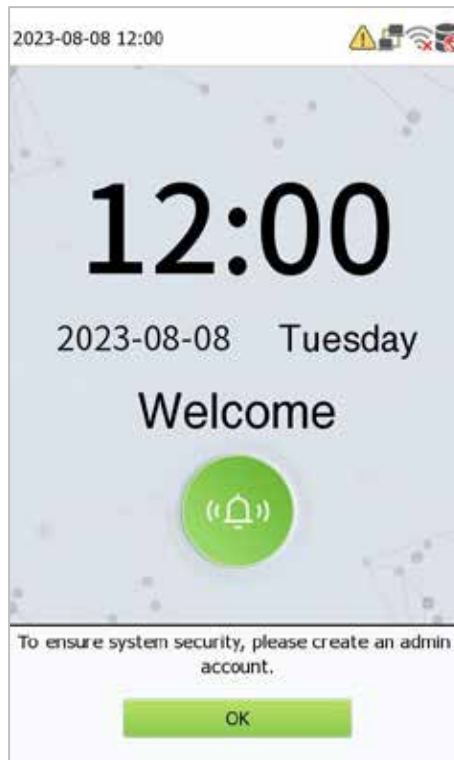 2023-08-08 12:00
12:00
2023-08-08 Tuesday
Welcome
To ensure system security, please create an admin
account.
OK